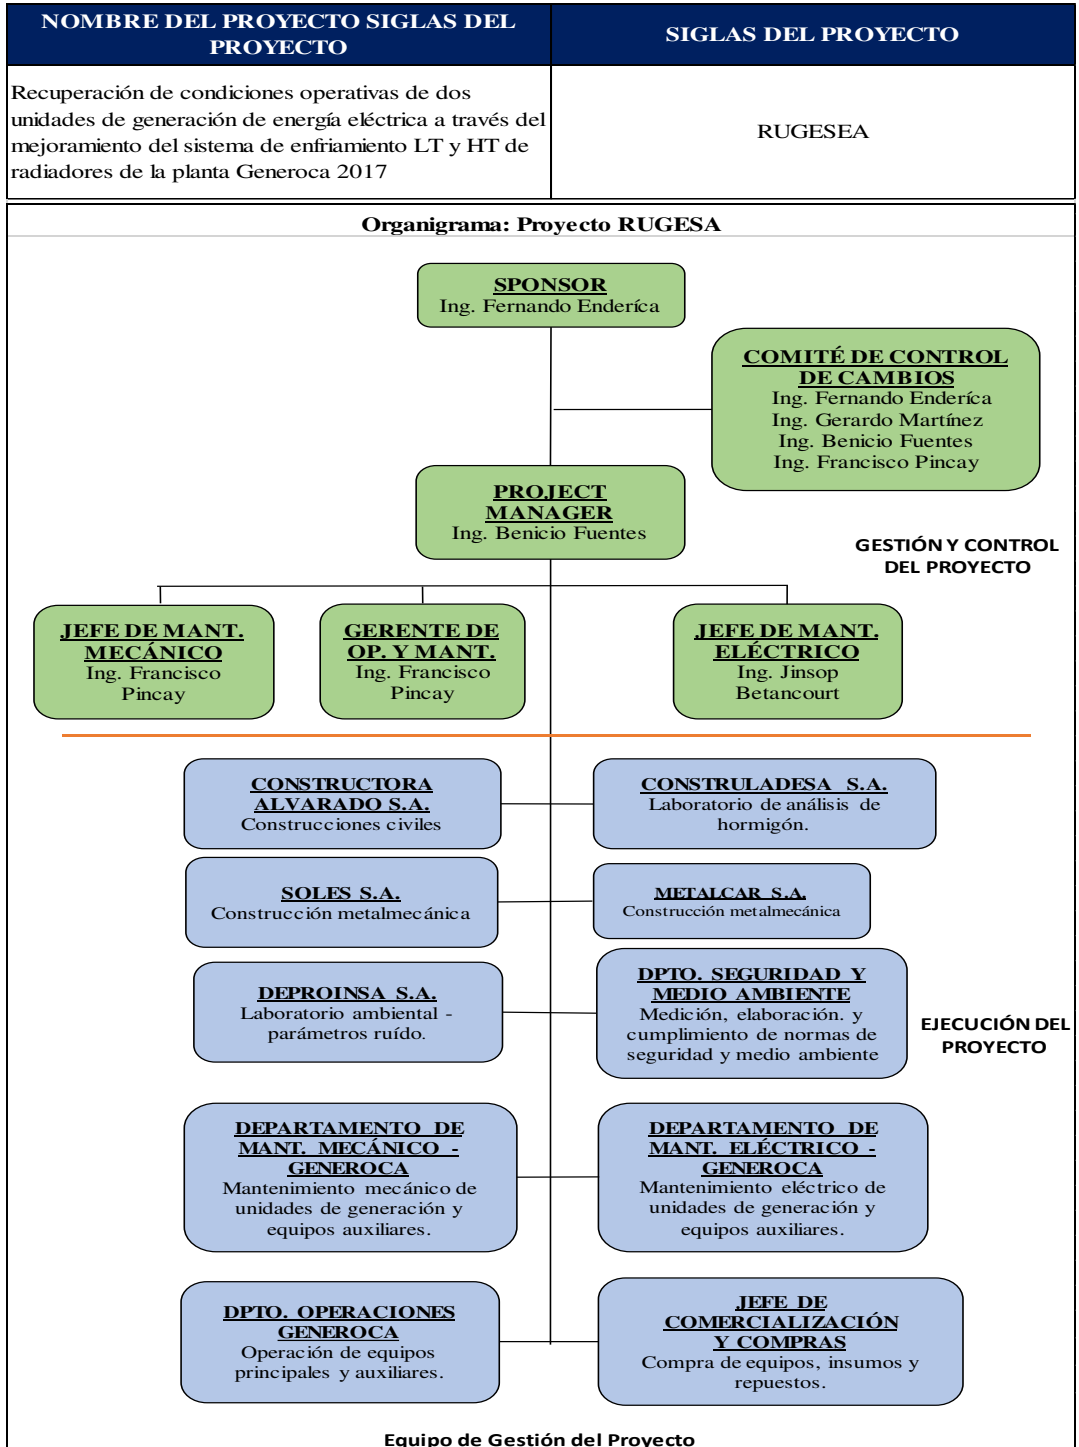 NOMBRE DEL PROYECTO SIGLAS DEL
PROYECTO
SIGLAS DEL PROYECTO
Recuperación de condiciones operativas de dos
unidades de generación de energía eléctrica a través del
mejoramiento del sistema de enfriamiento LT y HT de
radiadores de la planta Generoca 2017
RUGESEA
Organigrama: Proyecto RUGESA
SPONSOR
Ing. Fernando Enderíca
COMITÉ DE CONTROL
DE CAMBIOS
Ing. Fernando Enderíca
Ing. Gerardo Martínez
Ing. Benicio Fuentes
Ing. Francisco Pincay
PROJECT
MANAGER
Ing. Benicio Fuentes
GESTIÓN Y CONTROL
DEL PROYECTO
JEFE DE MANT.
MECÁNICO
Ing. Francisco
Pincay
GERENTE DE
OP. Y MANT.
Ing. Francisco
Pincay
JEFE DE MANT.
ELÉCTRICO
Ing. Jinsop
Betancourt
CONSTRUCTORA
ALVARADO S.A.
Construcciones civiles
CONSTRULADESA S.A.
Laboratorio de análisis de
hormigón.
SOLES S.A.
Construcción metalmecánica
METALCAR S.A.
Construcción metalmecánica
DEPROINSA S.A.
Laboratorio ambiental -
parámetros ruído.
DPTO. SEGURIDAD Y
MEDIO AMBIENTE
Medición, elaboración. y
cumplimiento de normas de
seguridad y medio ambiente
EJECUCIÓN DEL
PROYECTO
DEPARTAMENTO DE
MANT. MECÁNICO -
GENEROCA
Mantenimiento mecánico de
unidades de generación y
equipos auxiliares.
DEPARTAMENTO DE
MANT. ELÉCTRICO -
GENEROCA
Mantenimiento eléctrico de
unidades de generación y
equipos auxiliares.
DPTO. OPERACIONES
GENEROCA
Operación de equipos
principales y auxiliares.
JEFE DE
COMERCIALIZACIÓN
Y COMPRAS
Compra de equipos, insumos y
repuestos.
Equipo de Gestión del Proyecto